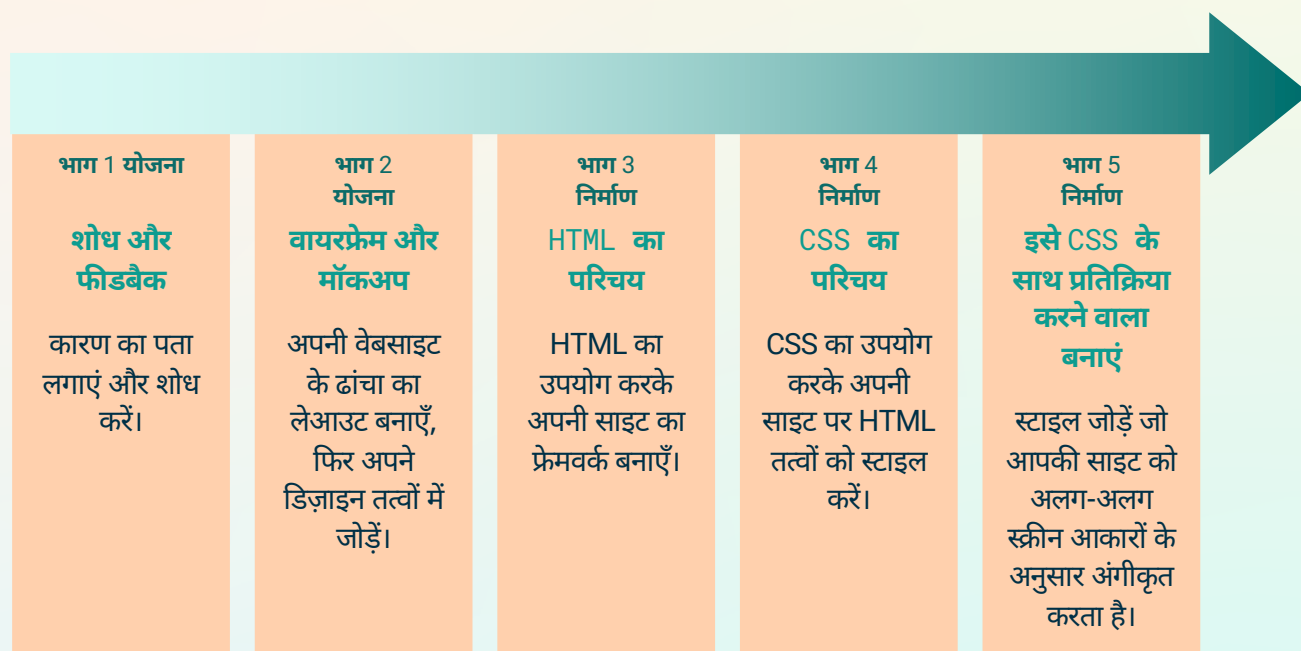 भाग 1 योजना
शोध और
फीडबैक
कारण का पता
लगाएं और शोध
करें।
भाग 2
योजना
वायरफ्रेम और
मॉकअप
अपनी वेबसाइट
के ढांचा का
लेआउट बनाएँ,
फिर अपने
डिज़ाइन तत्वों में
जोड़ें।
भाग 3
निर्माण
HTML का
परिचय
HTML का
उपयोग करके
अपनी साइट का
फ्रेमवर्क बनाएँ।
भाग 4
निर्माण
CSS का
परिचय
CSS का उपयोग
करके अपनी
साइट पर HTML
तत्वों को स्टाइल
करें।
भाग 5
निर्माण
इसे CSS के
साथ प्रतिक्रिया
करने वाला
बनाएं
स्टाइल जोड़ें जो
आपकी साइट को
अलग-अलग
स्क्रीन आकारों के
अनुसार अंगीकृत
करता है।